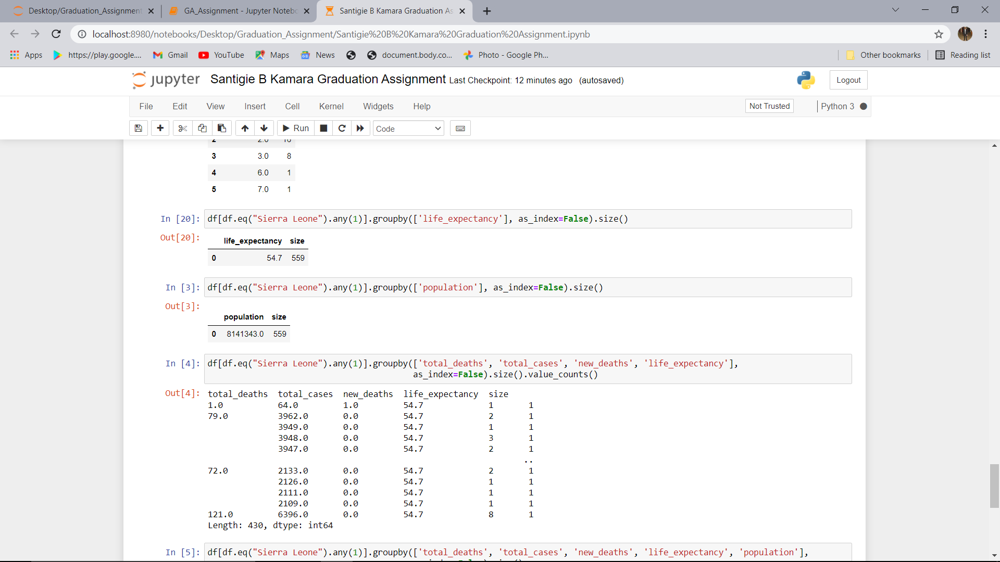 Desktop/Graduation_Assignment
GA_Assignment - Jupyter Notebo
Santigie B Kamara Graduation As
localhost:8980/notebooks/Desktop/Graduation_Assignment/Santigie%20B%20Kamara%20Graduation%20Assignment.ipynb
Apps https://play.google.... Gmail YouTube Maps News document.body.co... Photo - Google Ph... Other bookmarks Reading list
jupyter Santigie B Kamara Graduation Assignment Last Checkpoint: 12 minutes ago (autosaved) Logout
File Edit View Insert Cell Kernel Widgets Help Not Trusted Python 3
Run Code
2 2.0 16
3 3.0 8
4 6.0 1
5 7.0 1
In [20]: df[df.eq("Sierra Leone").any(1)].groupby(['life_expectancy'], as_index=False).size()
Out[20]:
life_expectancy size
0 54.7 559
In [3]: df[df.eq("Sierra Leone").any(1)].groupby(['population'], as_index=False).size()
Out[3]:
population size
0 8141343.0 559
In [4]: df[df.eq("Sierra Leone").any(1)].groupby(['total_deaths', 'total_cases', 'new_deaths', 'life_expectancy'],
as_index=False).size().value_counts()
Out[4]: total_deaths total_cases new_deaths life_expectancy size
1.0 64.0 1.0 54.7 1 1
79.0 3962.0 0.0 54.7 2 1
3949.0 0.0 54.7 1 1
3948.0 0.0 54.7 3 1
3947.0 0.0 54.7 2 1
..
72.0 2133.0 0.0 54.7 2 1
2126.0 0.0 54.7 1 1
2111.0 0.0 54.7 1 1
2109.0 0.0 54.7 1 1
121.0 6396.0 0.0 54.7 8 1
Length: 430, dtype: int64
In [5]: df[df.eq("Sierra Leone").any(1)].groupby(['total_deaths', 'total_cases', 'new_deaths', 'life_expectancy', 'population'],